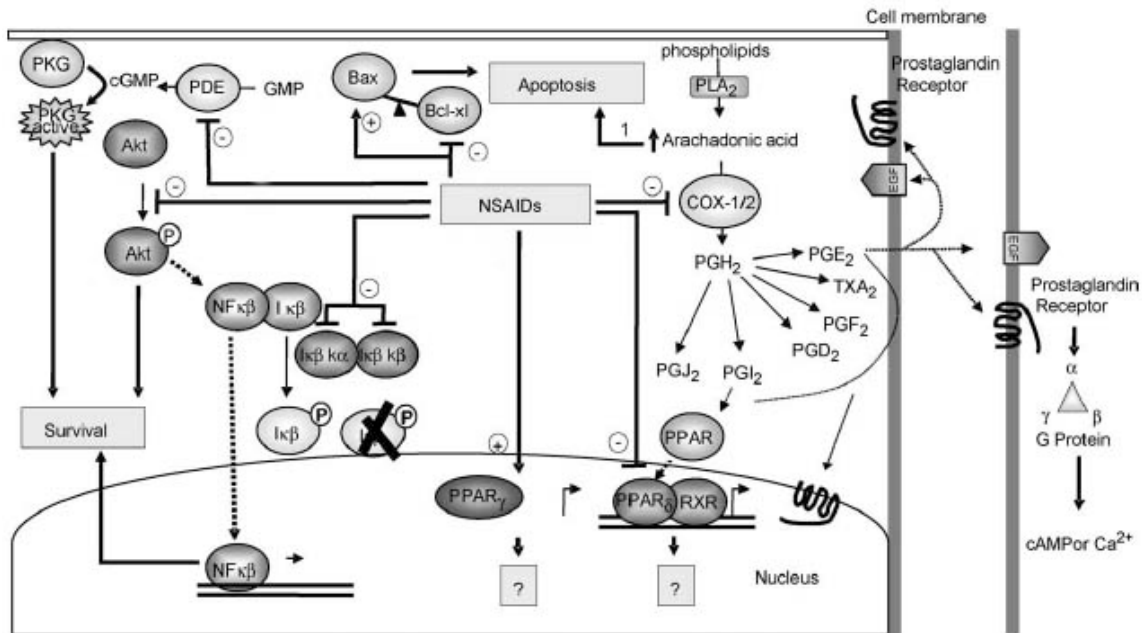 Cell membrane
phospholipids
Prostaglandin
Receptor
PKG
cGMP
PDE
GMP
Bax
Bcl-xl
Apoptosis
PLA₂
PKG
active
Akt
+
-
-
-
1
Arachadonic acid
EGF
-
NSAIDs
-
COX-1/2
Akt
P
PGH₂
PGE₂
EGF
TXA₂
Prostaglandin
Receptor
NFκβ
Iκβ
-
PGF₂
PGD₂
Iκβ kα
Iκβ kβ
PGJ₂
PGI₂
α
γ
β
G Protein
Survival
Iκβ
P
P
+
-
PPAR
PPARγ
PPARδ
RXR
cAMPor Ca²⁺
NFκβ
?
?
Nucleus